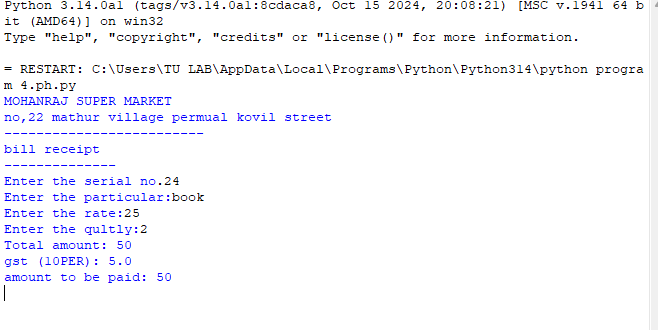 Python 3.14.0a1 (tags/v3.14.0a1:8cdaca8, Oct 15 2024, 20:08:21) [MSC v.1941 64 b
it (AMD64)] on win32
Type "help", "copyright", "credits" or "license()" for more information.
= RESTART: C:\Users\TU LAB\AppData\Local\Programs\Python\Python314\python progra
m 4.ph.py
MOHANRAJ SUPER MARKET
no,22 mathur village permual kovil street
-------------------------
bill receipt
--------------
Enter the serial no.24
Enter the particular:book
Enter the rate:25
Enter the qultly:2
Total amount: 50
gst (10PER): 5.0
amount to be paid: 50